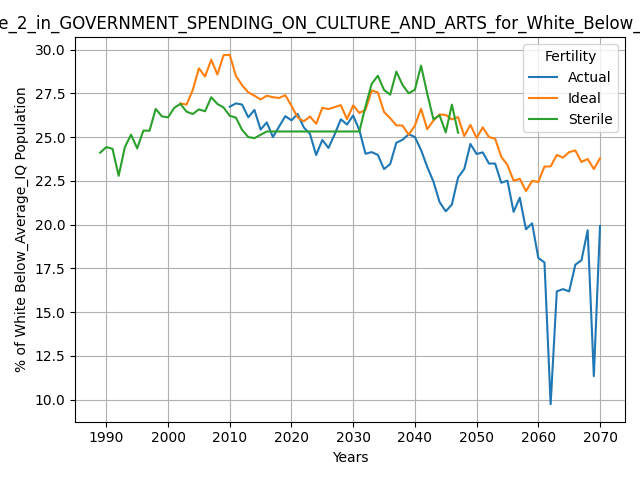 e_2_in_GOVERNMENT_SPENDING_ON_CULTURE_AND_ARTS_for_White_Below_
30.0
27.5
25.0
22.5
20.0
17.5
15.0
12.5
10.0
% of White Below_Average_IQ Population
Fertility
Actual
Ideal
Sterile
1990 2000 2010 2020 2030 2040 2050 2060 2070
Years